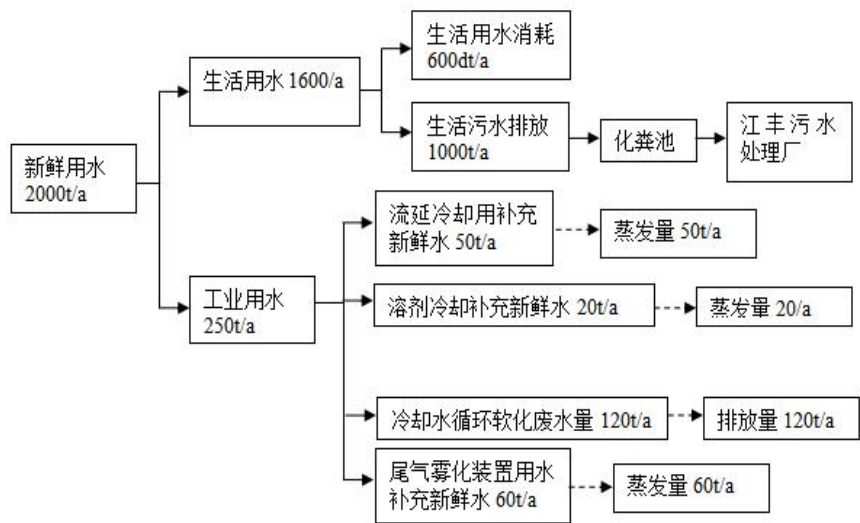 新鲜用水
2000t/a
生活用水 1600/a
生活用水消耗
600dt/a
生活污水排放
1000t/a
化粪池
江丰污水
处理厂
工业用水
250t/a
流延冷却用补充
新鲜水 50t/a
蒸发量 50t/a
溶剂冷却补充新鲜水 20t/a
蒸发量 20/a
冷却水循环软化废水量 120t/a
排放量 120t/a
尾气雾化装置用水
补充新鲜水 60t/a
蒸发量 60t/a